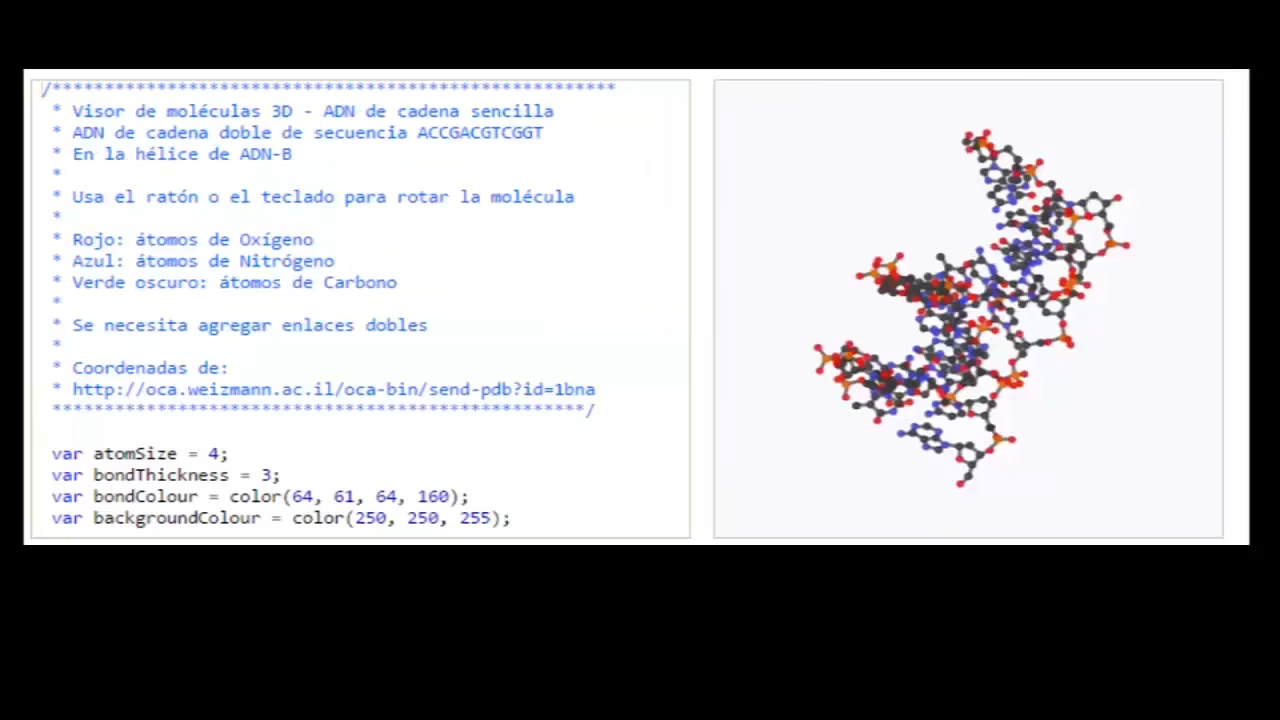 /******************************************************
* Visor de moléculas 3D - ADN de cadena sencilla
* ADN de cadena doble de secuencia ACCGACGTCGGT
* En la hélice de ADN-B
*
* Usa el ratón o el teclado para rotar la molécula
*
* Rojo: átomos de Oxígeno
* Azul: átomos de Nitrógeno
* Verde oscuro: átomos de Carbono
*
* Se necesita agregar enlaces dobles
*
* Coordenadas de:
* http://oca.weizmann.ac.il/oca-bin/send-pdb?id=1bna
***************************************************/
var atomSize = 4;
var bondThickness = 3;
var bondColour = color(64, 61, 64, 160);
var backgroundColour = color(250, 250, 255);